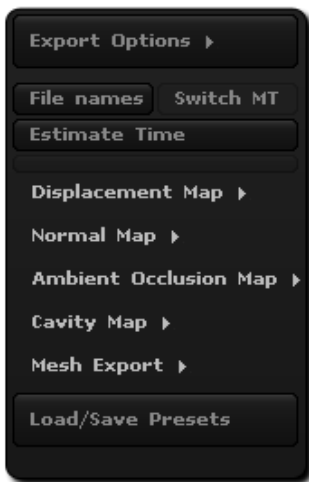 Export Options
File names Switch MT
Estimate Time
Displacement Map
Normal Map
Ambient Occlusion Map
Cavity Map
Mesh Export
Load/Save Presets